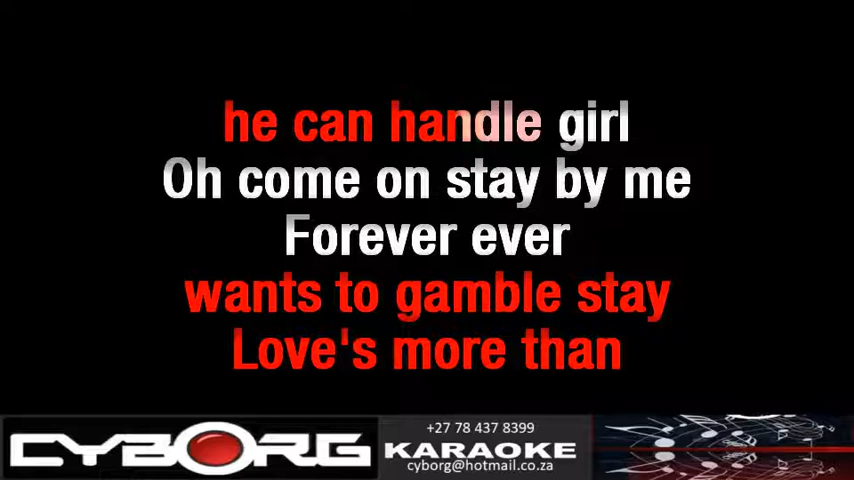 he can handle girl
Oh come on stay by me
Forever ever
wants to gamble stay
Love's more than
CYBORG
+27 78 437 8399
KARAOKE
cyborg@hotmail.co.za